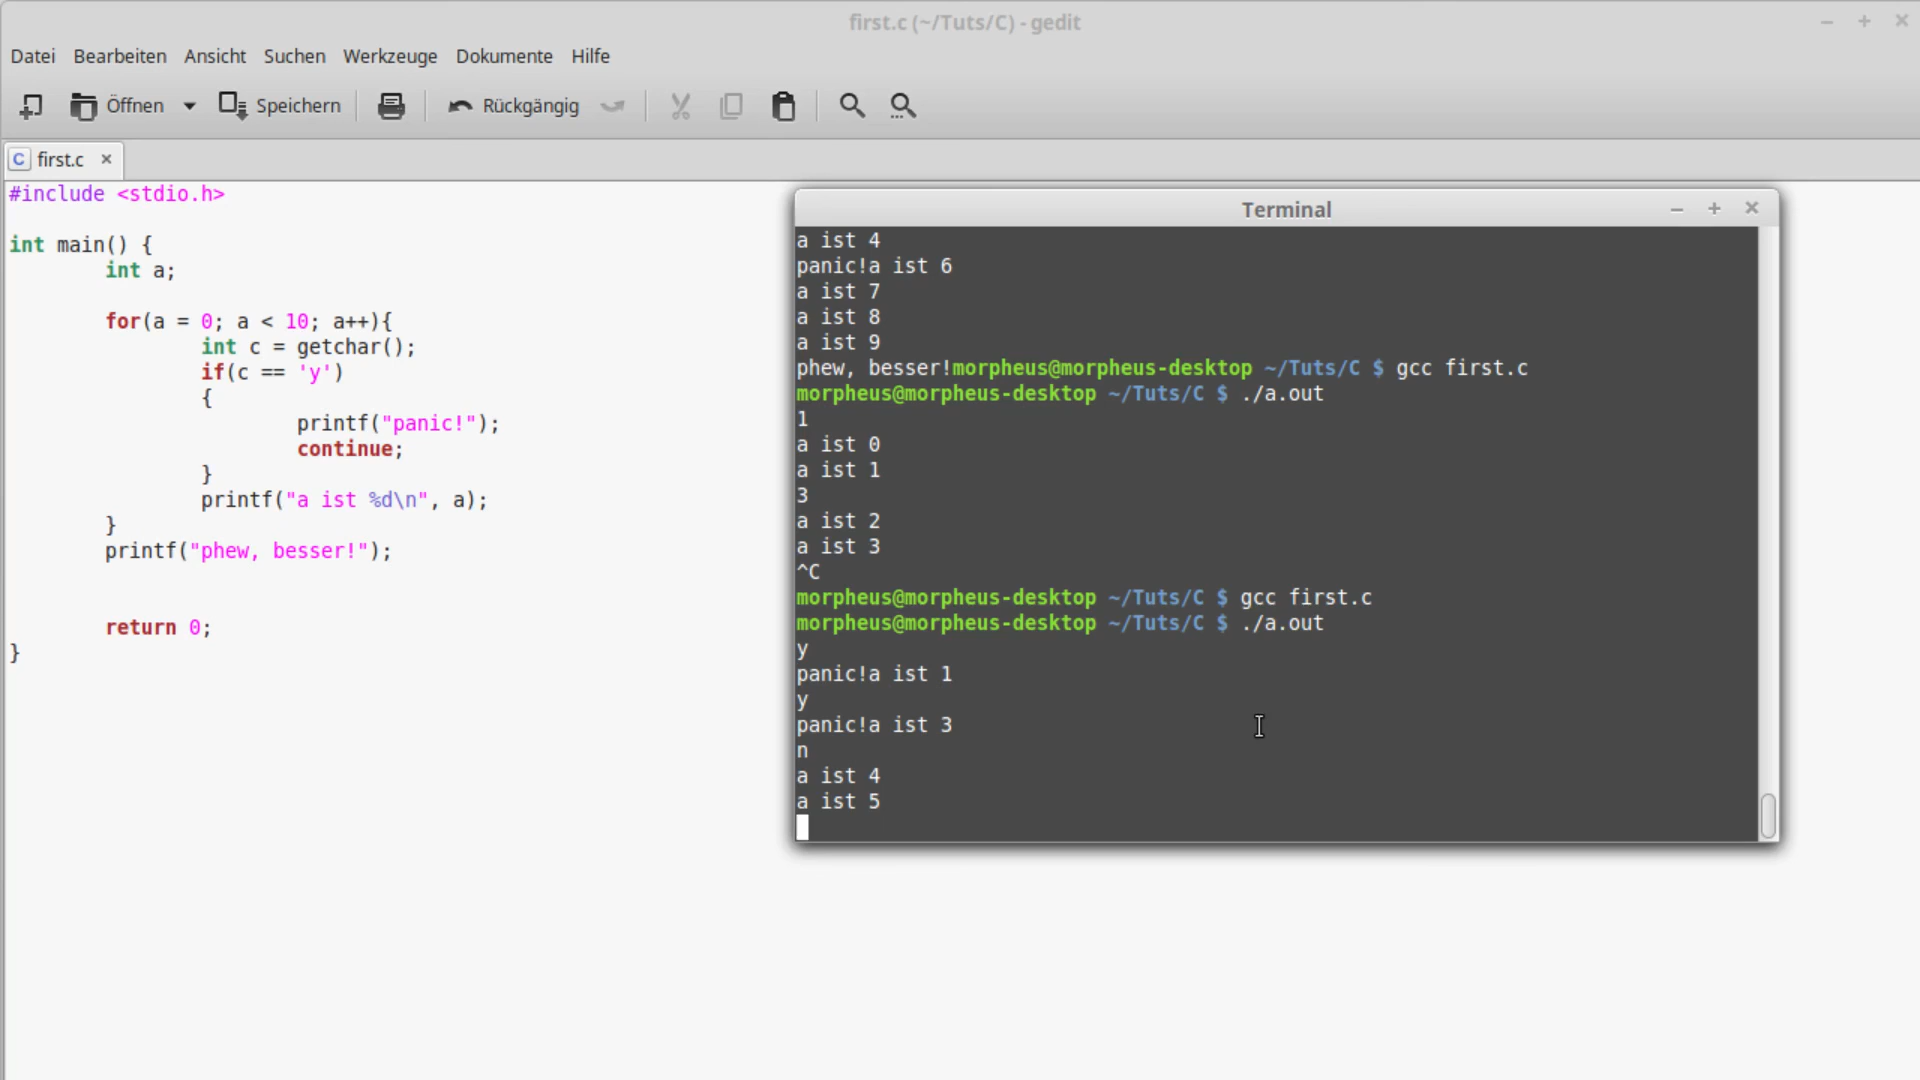 first.c (~/Tuts/C) - gedit
Datei Bearbeiten Ansicht Suchen Werkzeuge Dokumente Hilfe
Öffnen Speichern Rückgängig
C first.c
#include <stdio.h>
int main() {
int a;
for(a = 0; a < 10; a++){
int c = getchar();
if(c == 'y')
{
printf("panic!");
continue;
}
printf("a ist %d\n", a);
}
printf("phew, besser!");
return 0;
}
Terminal
a ist 4
panic!a ist 6
a ist 7
a ist 8
a ist 9
phew, besser!morpheus@morpheus-desktop ~/Tuts/C $ gcc first.c
morpheus@morpheus-desktop ~/Tuts/C $ ./a.out
1
a ist 0
a ist 1
3
a ist 2
a ist 3
^C
morpheus@morpheus-desktop ~/Tuts/C $ gcc first.c
morpheus@morpheus-desktop ~/Tuts/C $ ./a.out
y
panic!a ist 1
y
panic!a ist 3
n
a ist 4
a ist 5